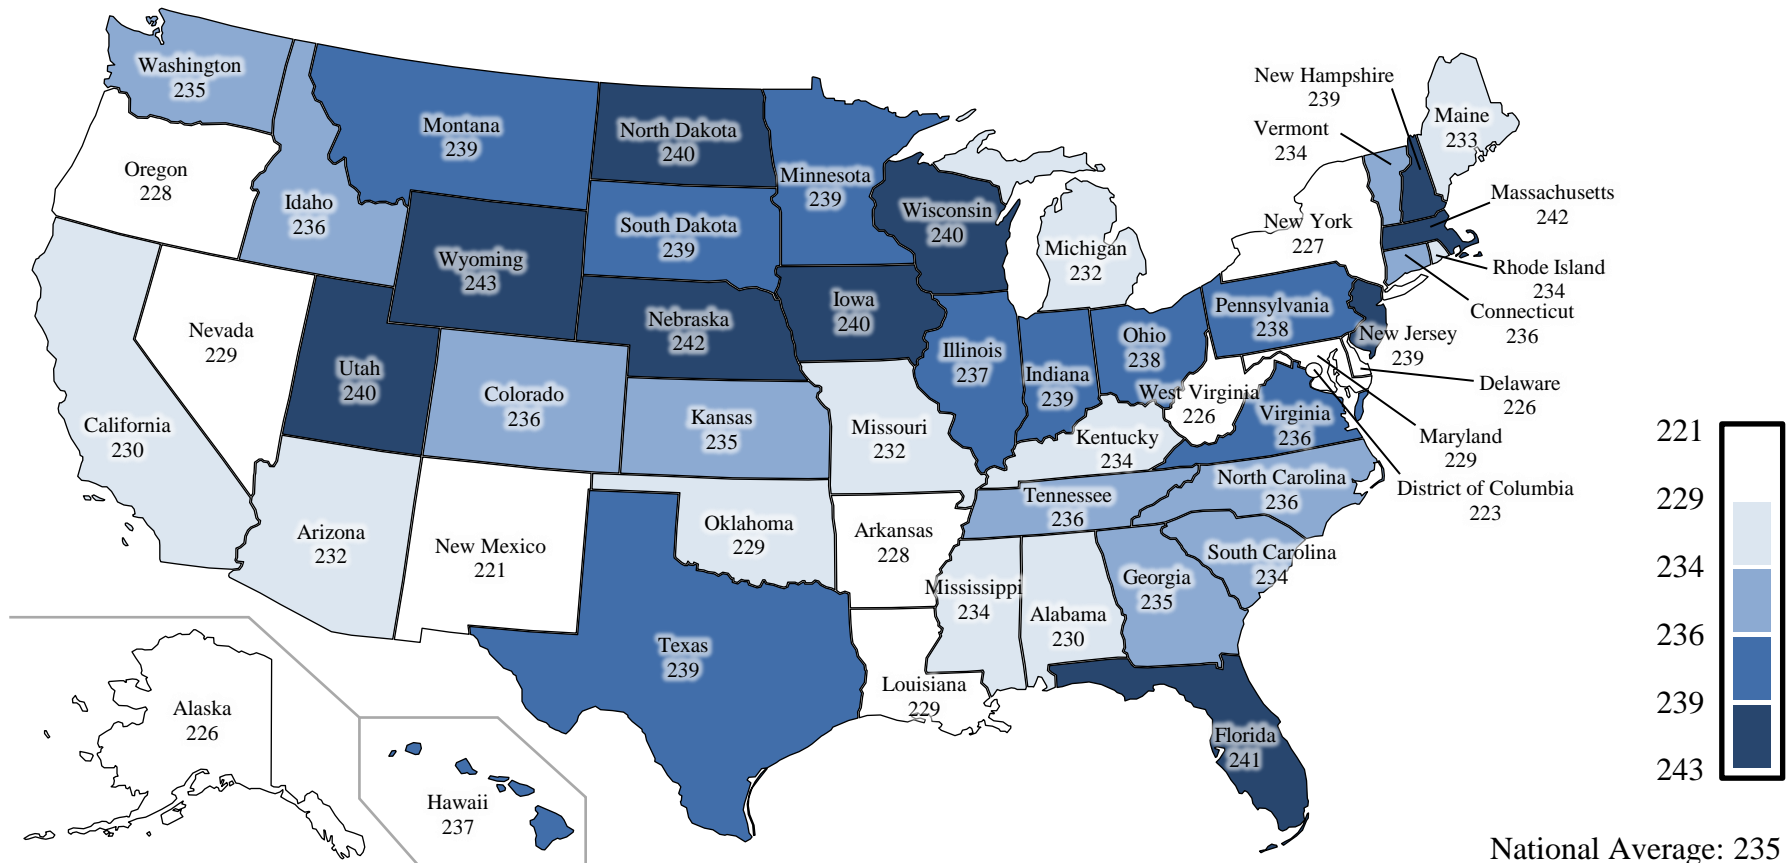 Washington
235
Oregon
228
California
230
Nevada
229
Idaho
236
Montana
239
Wyoming
243
Utah
240
Arizona
232
Colorado
236
New Mexico
221
North Dakota
240
South Dakota
239
Nebraska
242
Kansas
235
Oklahoma
229
Texas
239
Minnesota
239
Iowa
240
Missouri
232
Arkansas
228
Louisiana
229
Wisconsin
240
Illinois
237
Michigan
232
Indiana
239
Ohio
238
Kentucky
234
Tennessee
236
Mississippi
234
Alabama
230
Georgia
235
Florida
241
South Carolina
234
North Carolina
236
Virginia
236
West Virginia
226
Pennsylvania
238
New York
227
Vermont
234
New Hampshire
239
Maine
233
Massachusetts
242
Rhode Island
234
Connecticut
236
New Jersey
239
Delaware
226
Maryland
229
District of Columbia
223
Alaska
226
Hawaii
237
221
229
234
236
239
243
National Average: 235